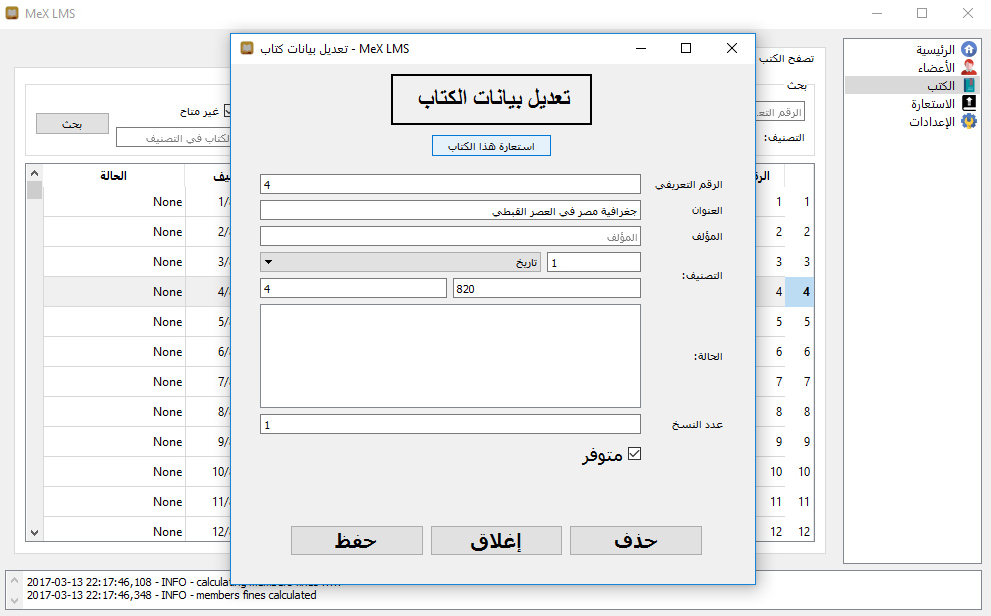 MeX LMS
الرئيسية
الأعضاء
الكتب
الاستعارة
الإعدادات
تصفح الكتب
بحث
الرقم
التصنيف:
غير متاح
الكتاب في التصنيف
بحث
الحالة
1 1 1/ None
2 2 2/ None
3 3 3/ None
4 4 4/ None
5 5 5/ None
6 6 6/ None
7 7 7/ None
8 8 8/ None
9 9 9/ None
10 10 10/ None
11 11 11/ None
12 12 12/ None
MeX LMS - تعديل بيانات كتاب
تعديل بيانات الكتاب
استعارة هذا الكتاب
الرقم التعريفي 4
العنوان جغرافية مصر في العصر القبطي
المؤلف المؤلف
التصنيف: 1 تاريخ
820 4
الحالة:
عدد النسخ 1
متوفر
حذف إغلاق حفظ
2017-03-13 22:17:46,108 - INFO - calculating members fines
2017-03-13 22:17:46,348 - INFO - members fines calculated